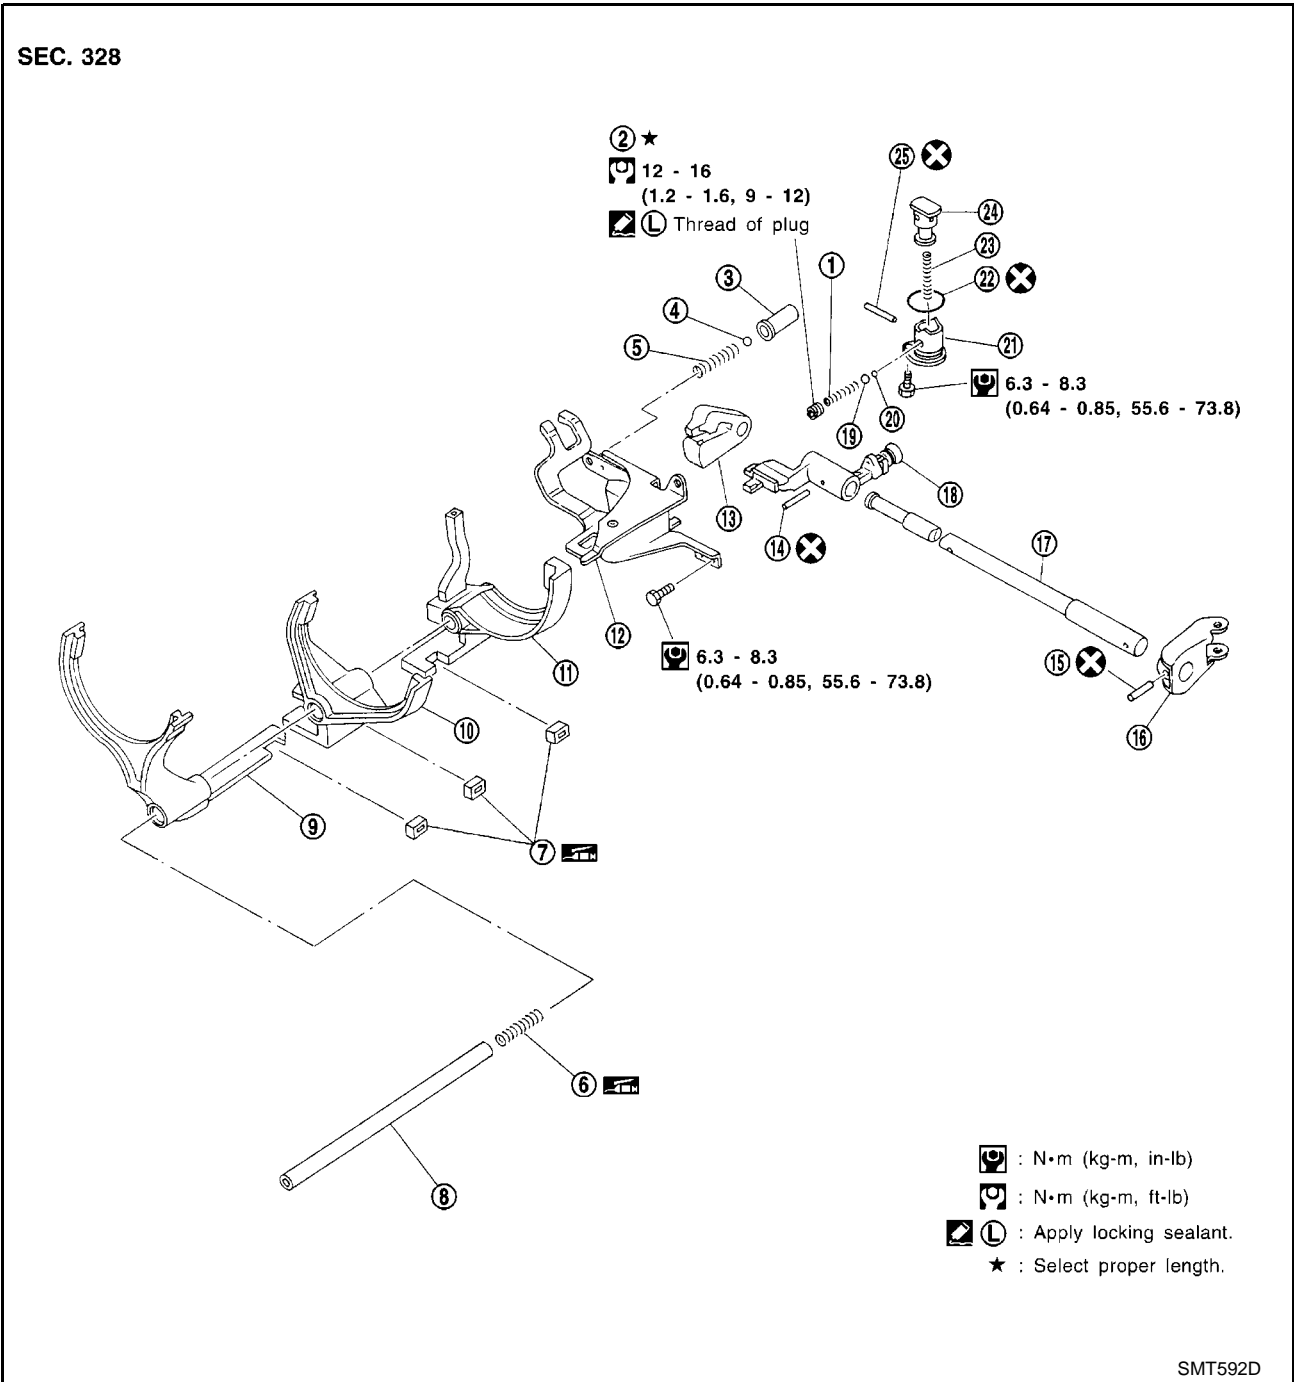 SEC. 328
② ★
12 - 16
(1.2 - 1.6, 9 - 12)
Ⓛ Thread of plug
㉕
㉔
㉓
㉒
㉑
①
③
④
⑤
6.3 - 8.3
(0.64 - 0.85, 55.6 - 73.8)
⑳
⑲
⑱
⑬
⑭
⑰
⑫
⑪
6.3 - 8.3
(0.64 - 0.85, 55.6 - 73.8)
⑮
⑯
⑩
⑨
⑦
⑥
⑧
: N•m (kg-m, in-lb)
: N•m (kg-m, ft-lb)
Ⓛ : Apply locking sealant.
★ : Select proper length.
SMT592D